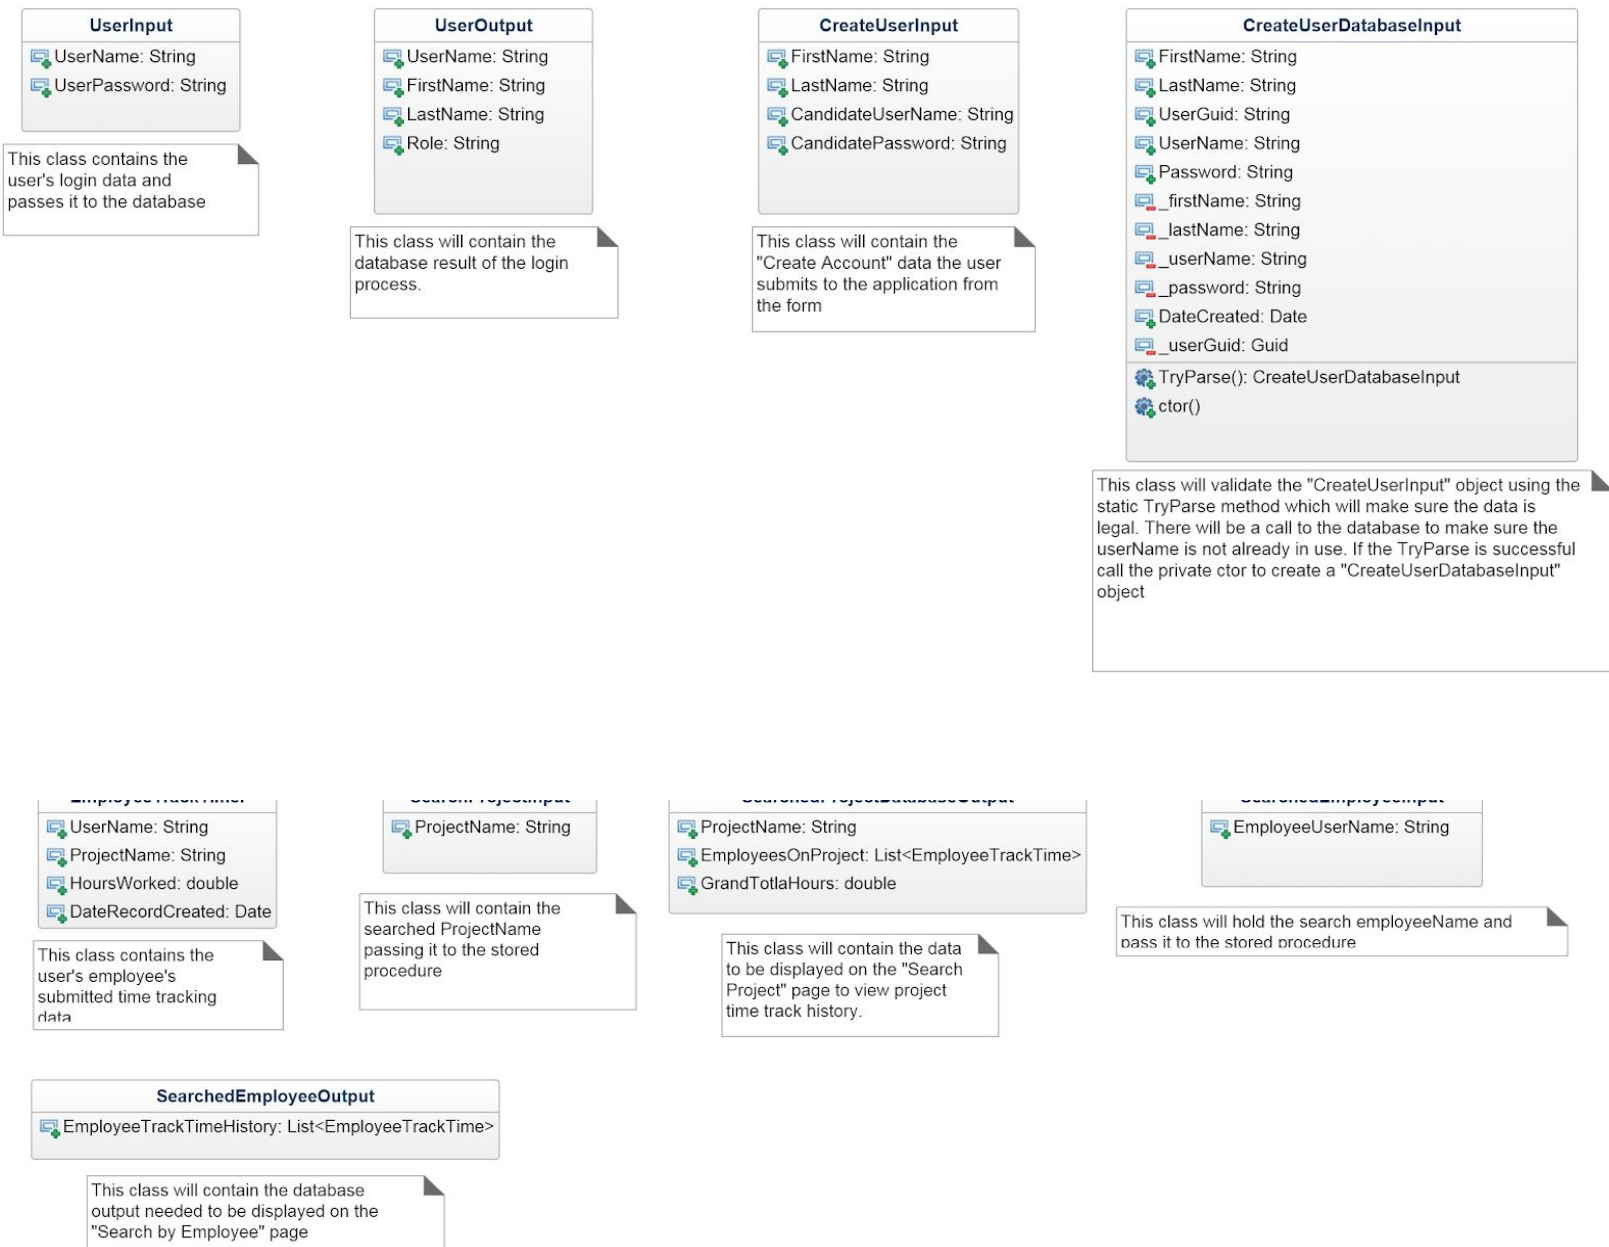 UserInput
UserName: String
UserPassword: String
This class contains the
user's login data and
passes it to the database
UserOutput
UserName: String
FirstName: String
LastName: String
Role: String
This class will contain the
database result of the login
process.
CreateUserInput
FirstName: String
LastName: String
CandidateUserName: String
CandidatePassword: String
This class will contain the
"Create Account" data the user
submits to the application from
the form
CreateUserDatabaseInput
FirstName: String
LastName: String
UserGuid: String
UserName: String
Password: String
_firstName: String
_lastName: String
_userName: String
_password: String
DateCreated: Date
_userGuid: Guid
TryParse(): CreateUserDatabaseInput
ctor()
This class will validate the "CreateUserInput" object using the
static TryParse method which will make sure the data is
legal. There will be a call to the database to make sure the
userName is not already in use. If the TryParse is successful
call the private ctor to create a "CreateUserDatabaseInput"
object
UserName: String
ProjectName: String
HoursWorked: double
DateRecordCreated: Date
This class contains the
user's employee's
submitted time tracking
data
SearchProjectInput
ProjectName: String
This class will contain the
searched ProjectName
passing it to the stored
procedure
SearchedProjectDatabaseOutput
ProjectName: String
EmployeesOnProject: List<EmployeeTrackTime>
GrandTotlaHours: double
This class will contain the data
to be displayed on the "Search
Project" page to view project
time track history.
SearchedEmployeeInput
EmployeeUserName: String
This class will hold the search employeeName and
pass it to the stored procedure
SearchedEmployeeOutput
EmployeeTrackTimeHistory: List<EmployeeTrackTime>
This class will contain the database
output needed to be displayed on the
"Search by Employee" page